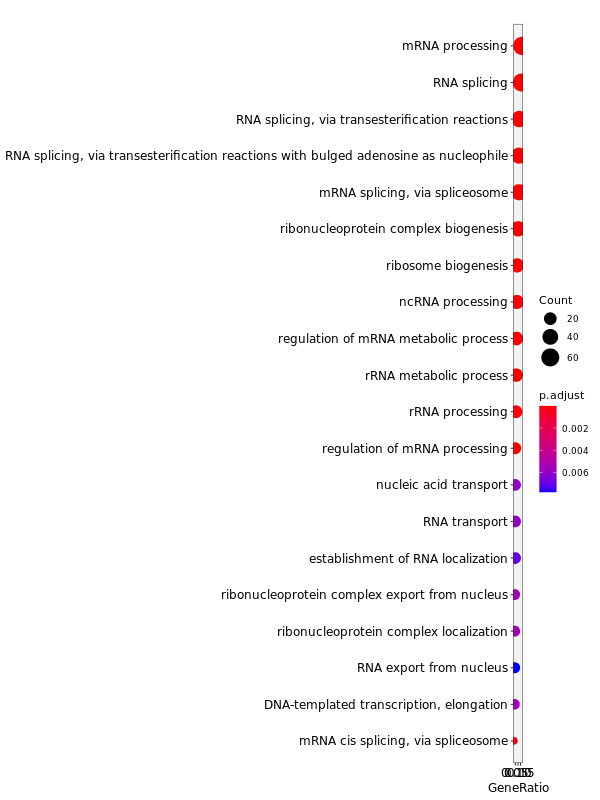 mRNA processing
RNA splicing
RNA splicing, via transesterification reactions
RNA splicing, via transesterification reactions with bulged adenosine as nucleophile
mRNA splicing, via spliceosome
ribonucleoprotein complex biogenesis
ribosome biogenesis
ncRNA processing
regulation of mRNA metabolic process
rRNA metabolic process
rRNA processing
regulation of mRNA processing
nucleic acid transport
RNA transport
establishment of RNA localization
ribonucleoprotein complex export from nucleus
ribonucleoprotein complex localization
RNA export from nucleus
DNA-templated transcription, elongation
mRNA cis splicing, via spliceosome
GeneRatio
Count
20
40
60
p.adjust
0.002
0.004
0.006